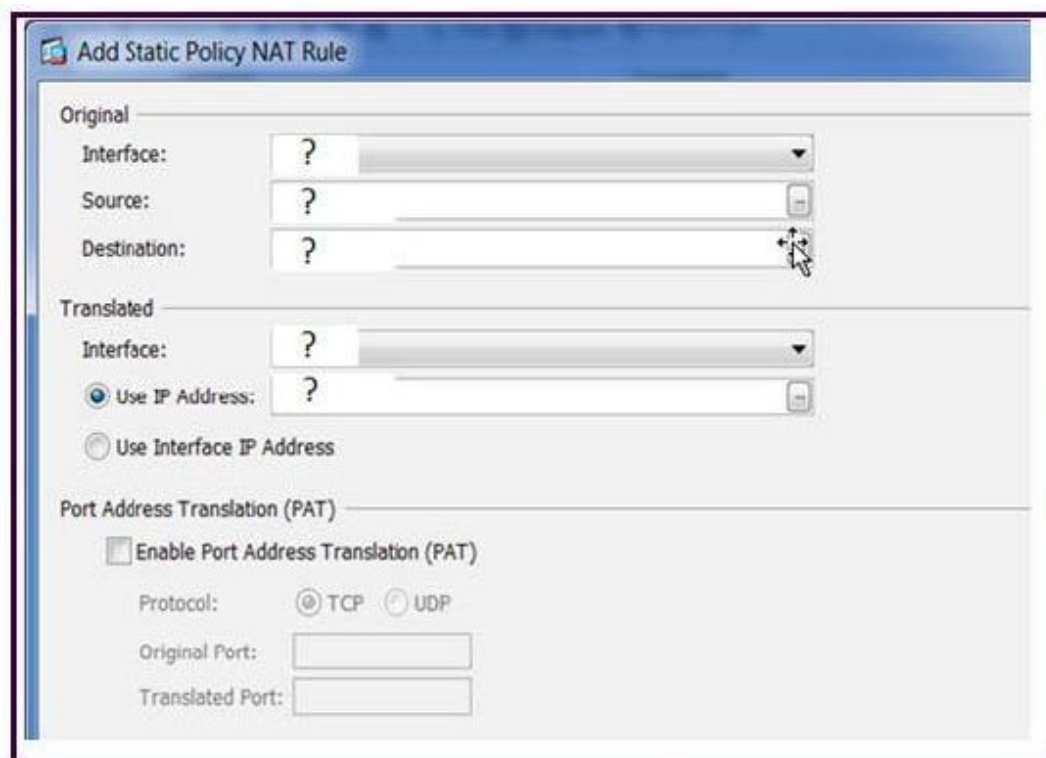 Add Static Policy NAT Rule
Original
Interface: ?
Source: ?
Destination: ?
Translated
Interface: ?
Use IP Address: ?
Use Interface IP Address
Port Address Translation (PAT)
Enable Port Address Translation (PAT)
Protocol: TCP UDP
Original Port:
Translated Port: